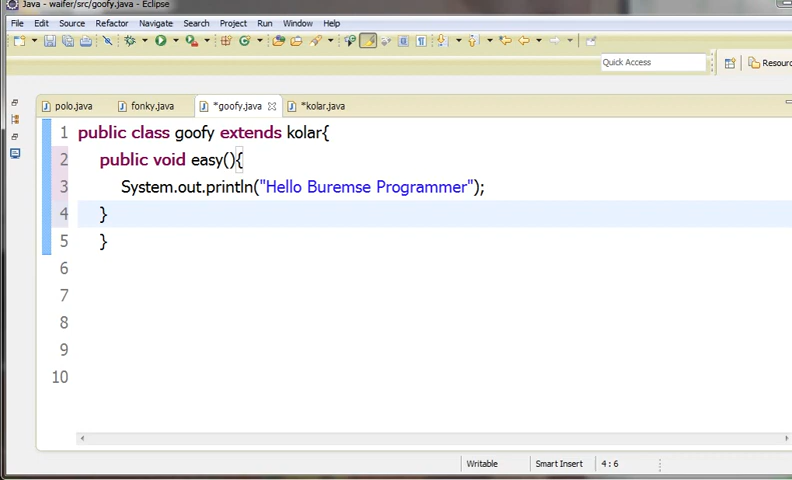 Java - waifer/src/goofy.java - Eclipse
File Edit Source Refactor Navigate Search Project Run Window Help
Quick Access
Resourc
polo.java fonky.java *goofy.java *kolar.java
1 public class goofy extends kolar{
2 public void easy(){
3 System.out.println("Hello Buremse Programmer");
4 }
5 }
6
7
8
9
10
Writable Smart Insert 4 : 6